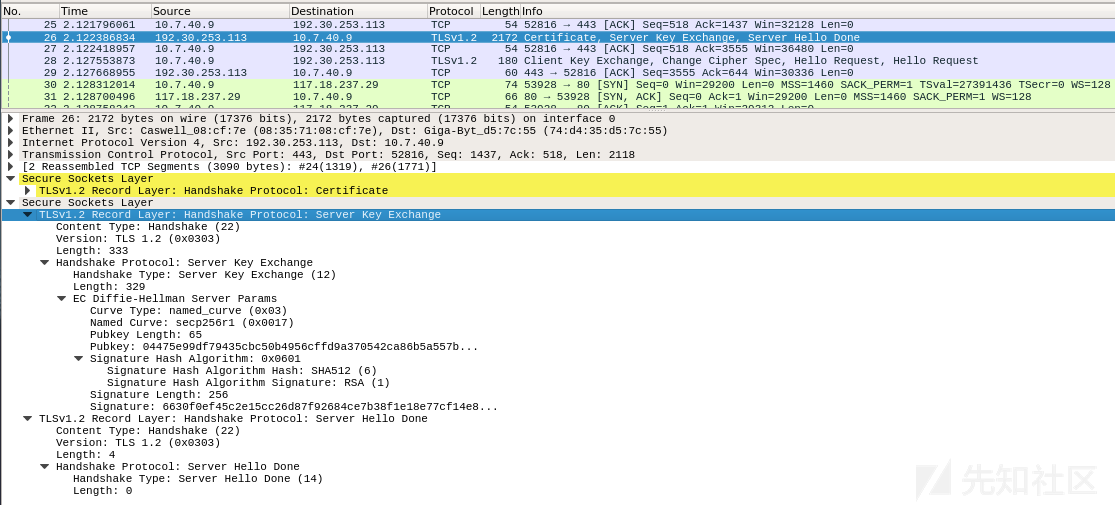 No. Time Source Destination Protocol Length Info
25 2.121796061 10.7.40.9 192.30.253.113 TCP 54 52816 → 443 [ACK] Seq=518 Ack=1437 Win=32128 Len=0
26 2.122386834 192.30.253.113 10.7.40.9 TLSv1.2 2172 Certificate, Server Key Exchange, Server Hello Done
27 2.122418957 10.7.40.9 192.30.253.113 TCP 54 52816 → 443 [ACK] Seq=518 Ack=3555 Win=36480 Len=0
28 2.127553873 10.7.40.9 192.30.253.113 TLSv1.2 180 Client Key Exchange, Change Cipher Spec, Hello Request, Hello Request
29 2.127668955 192.30.253.113 10.7.40.9 TCP 60 443 → 52816 [ACK] Seq=3555 Ack=644 Win=30336 Len=0
30 2.128312014 10.7.40.9 117.18.237.29 TCP 74 53928 → 80 [SYN] Seq=0 Win=29200 Len=0 MSS=1460 SACK_PERM=1 TSval=27391436 TSecr=0 WS=128
31 2.128700496 117.18.237.29 10.7.40.9 TCP 66 80 → 53928 [SYN, ACK] Seq=0 Ack=1 Win=29200 Len=0 MSS=1460 SACK_PERM=1 WS=128
Frame 26: 2172 bytes on wire (17376 bits), 2172 bytes captured (17376 bits) on interface 0
Ethernet II, Src: Caswell_08:cf:7e (08:35:71:08:cf:7e), Dst: Giga-Byt_d5:7c:55 (74:d4:35:d5:7c:55)
Internet Protocol Version 4, Src: 192.30.253.113, Dst: 10.7.40.9
Transmission Control Protocol, Src Port: 443, Dst Port: 52816, Seq: 1437, Ack: 518, Len: 2118
[2 Reassembled TCP Segments (3090 bytes): #24(1319), #26(1771)]
Secure Sockets Layer
TLSv1.2 Record Layer: Handshake Protocol: Certificate
Secure Sockets Layer
TLSv1.2 Record Layer: Handshake Protocol: Server Key Exchange
Content Type: Handshake (22)
Version: TLS 1.2 (0x0303)
Length: 333
Handshake Protocol: Server Key Exchange
Handshake Type: Server Key Exchange (12)
Length: 329
EC Diffie-Hellman Server Params
Curve Type: named_curve (0x03)
Named Curve: secp256r1 (0x0017)
Pubkey Length: 65
Pubkey: 04475e99df79435cbc50b4956cffd9a370542ca86b5a557b...
Signature Hash Algorithm: 0x0601
Signature Hash Algorithm Hash: SHA512 (6)
Signature Hash Algorithm Signature: RSA (1)
Signature Length: 256
Signature: 6630f0ef45c2e15cc26d87f92684ce7b38f1e18e77cf14e8...
TLSv1.2 Record Layer: Handshake Protocol: Server Hello Done
Content Type: Handshake (22)
Version: TLS 1.2 (0x0303)
Length: 4
Handshake Protocol: Server Hello Done
Handshake Type: Server Hello Done (14)
Length: 0
先知社区